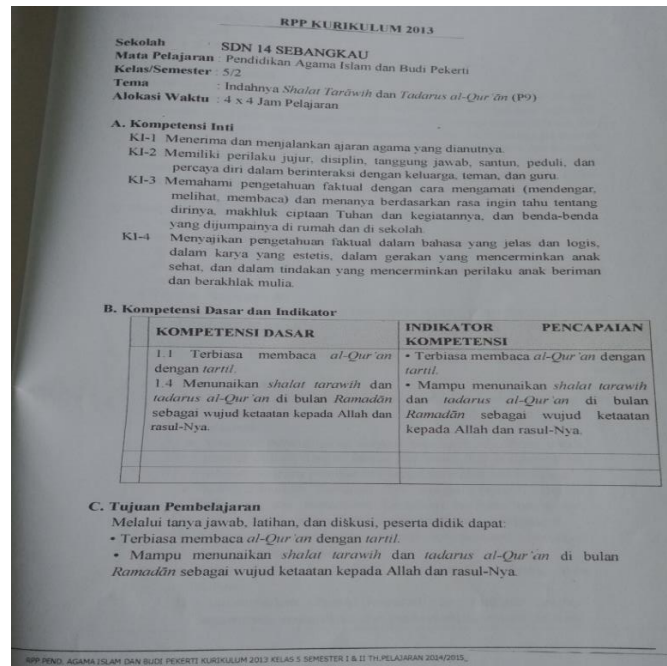 RPP KURIKULUM 2013
Sekolah : SDN 14 SEBANGKAU
Mata Pelajaran : Pendidikan Agama Islam dan Budi Pekerti
Kelas/Semester : 5/2
Tema : Indahnya Shalat Tarāwih dan Tadarus al-Qur'ān (P9)
Alokasi Waktu : 4 x 4 Jam Pelajaran
A. Kompetensi Inti
KI-1 Menerima dan menjalankan ajaran agama yang dianutnya.
KI-2 Memiliki perilaku jujur, disiplin, tanggung jawab, santun, peduli, dan
percaya diri dalam berinteraksi dengan keluarga, teman, dan guru.
KI-3 Memahami pengetahuan faktual dengan cara mengamati (mendengar,
melihat, membaca) dan menanya berdasarkan rasa ingin tahu tentang
dirinya, makhluk ciptaan Tuhan dan kegiatannya, dan benda-benda
yang dijumpainya di rumah dan di sekolah.
KI-4 Menyajikan pengetahuan faktual dalam bahasa yang jelas dan logis,
dalam karya yang estetis, dalam gerakan yang mencerminkan anak
sehat, dan dalam tindakan yang mencerminkan perilaku anak beriman
dan berakhlak mulia.
B. Kompetensi Dasar dan Indikator
KOMPETENSI DASAR
1.1 Terbiasa membaca al-Qur'an
dengan tartil.
1.4 Menunaikan shalat tarawih dan
tadarus al-Qur'an di bulan Ramadān
sebagai wujud ketaatan kepada Allah dan
rasul-Nya.
INDIKATOR PENCAPAIAN
KOMPETENSI
• Terbiasa membaca al-Qur'an dengan
tartil.
• Mampu menunaikan shalat tarawih
dan tadarus al-Qur'an di bulan
Ramadān sebagai wujud ketaatan
kepada Allah dan rasul-Nya.
C. Tujuan Pembelajaran
Melalui tanya jawab, latihan, dan diskusi, peserta didik dapat:
• Terbiasa membaca al-Qur'an dengan tartil.
• Mampu menunaikan shalat tarawih dan tadarus al-Qur'an di bulan
Ramadān sebagai wujud ketaatan kepada Allah dan rasul-Nya.
RPP PEND. AGAMA ISLAM DAN BUDI PEKERTI KURIKULUM 2013 KELAS 5 SEMESTER I & II TH.PELAJARAN 2014/2015_